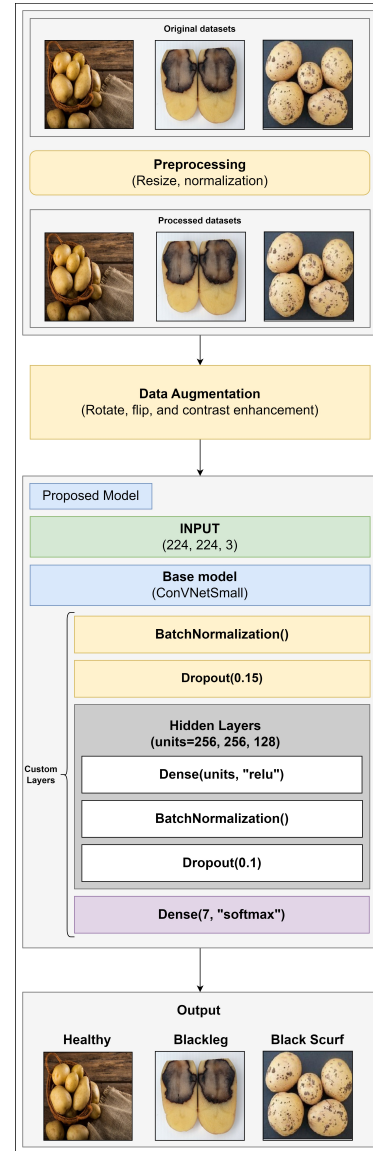 Original datasets
Preprocessing
(Resize, normalization)
Processed datasets
Data Augmentation
(Rotate, flip, and contrast enhancement)
Proposed Model
INPUT
(224, 224, 3)
Base model
(ConVNetSmall)
Custom
Layers
BatchNormalization()
Dropout(0.15)
Hidden Layers
(units=256, 256, 128)
Dense(units, "relu")
BatchNormalization()
Dropout(0.1)
Dense(7, "softmax")
Output
Healthy Blackleg Black Scurf